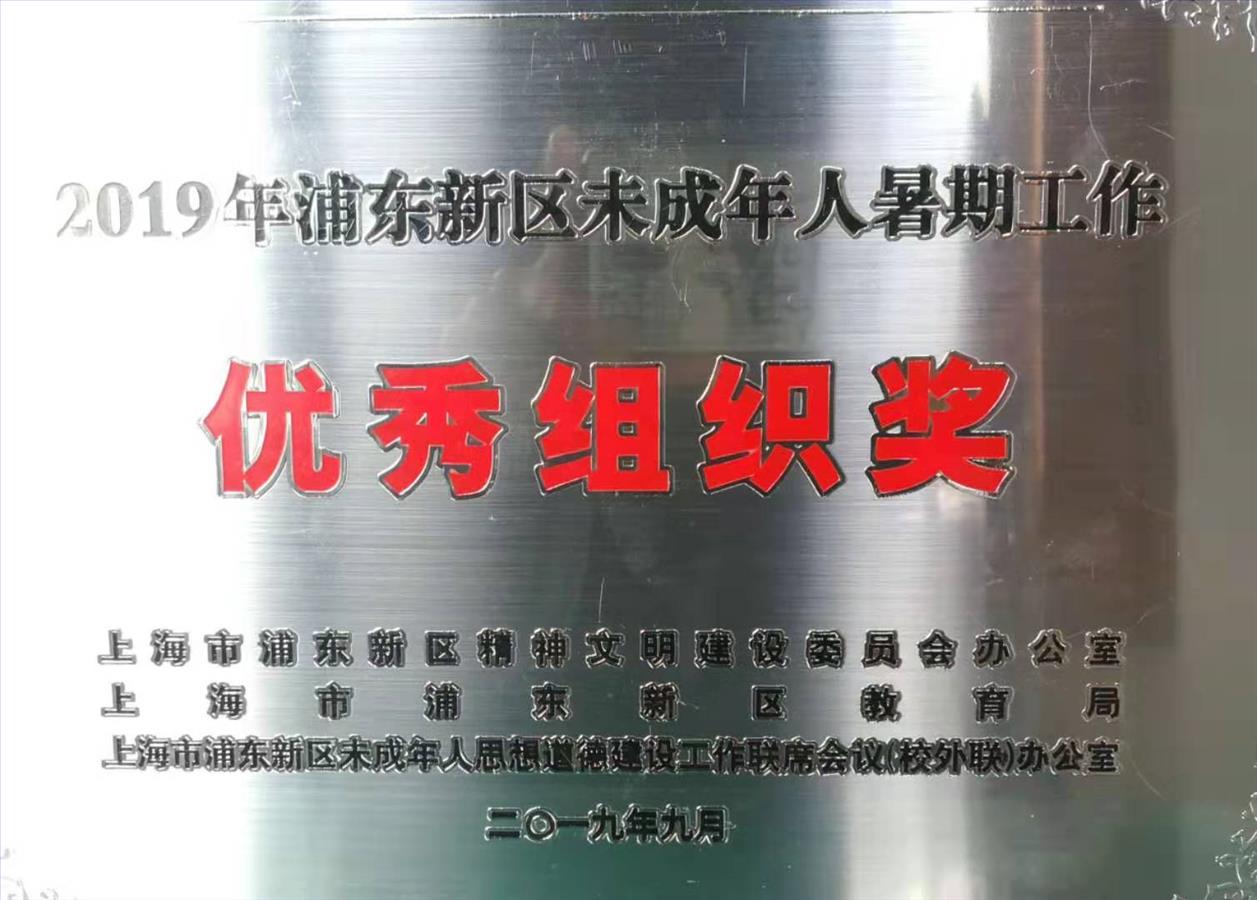 2019年浦东新区未成年人暑期工作
优秀组织奖
上海市浦东新区精神文明建设委员会办公室
上海市浦东新区教育局
上海市浦东新区未成年人思想道德建设工作联席会议(校外联)办公室
二〇一九年九月